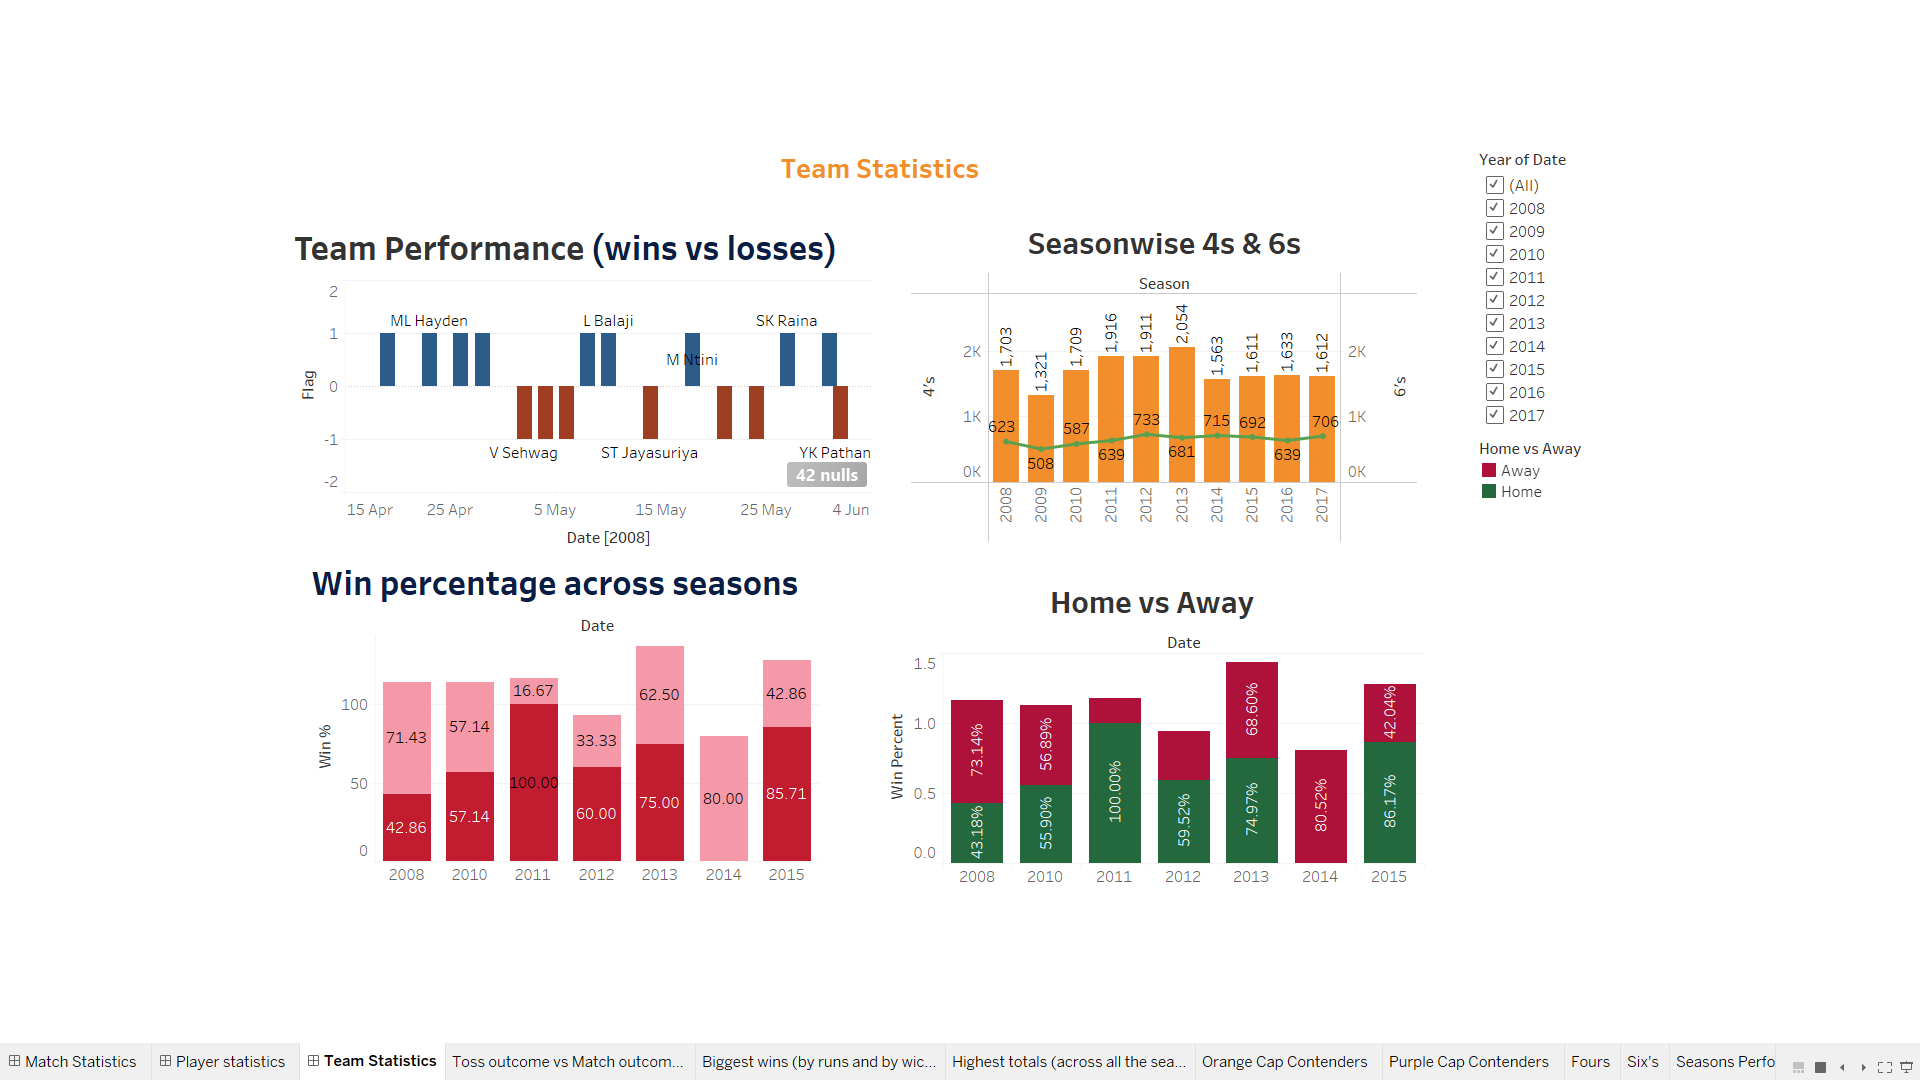 Team Statistics
Team Performance (wins vs losses)
2
1
0
-1
-2
Flag
ML Hayden
L Balaji
SK Raina
M Ntini
V Sehwag
ST Jayasuriya
YK Pathan
42 nulls
15 Apr
25 Apr
5 May
15 May
25 May
4 Jun
Date [2008]
Seasonwise 4s & 6s
Season
4's
2K
1K
0K
1,703
1,321
1,709
1,916
1,911
2,054
1,563
1,611
1,633
1,612
623
508
587
639
733
681
715
692
639
706
2K
1K
0K
6's
2008
2009
2010
2011
2012
2013
2014
2015
2016
2017
Year of Date
(All)
2008
2009
2010
2011
2012
2013
2014
2015
2016
2017
Home vs Away
Away
Home
Win percentage across seasons
Date
Win %
100
50
0
71.43
42.86
57.14
57.14
16.67
100.00
33.33
60.00
62.50
75.00
80.00
42.86
85.71
2008
2010
2011
2012
2013
2014
2015
Home vs Away
Date
Win Percent
1.5
1.0
0.5
0.0
73.14%
43.18%
56.89%
55.90%
100.00%
59.52%
68.60%
74.97%
80.52%
42.04%
86.17%
2008
2010
2011
2012
2013
2014
2015
Match Statistics
Player statistics
Team Statistics
Toss outcome vs Match outcom...
Biggest wins (by runs and by wic...
Highest totals (across all the sea...
Orange Cap Contenders
Purple Cap Contenders
Fours
Six's
Seasons Perfo